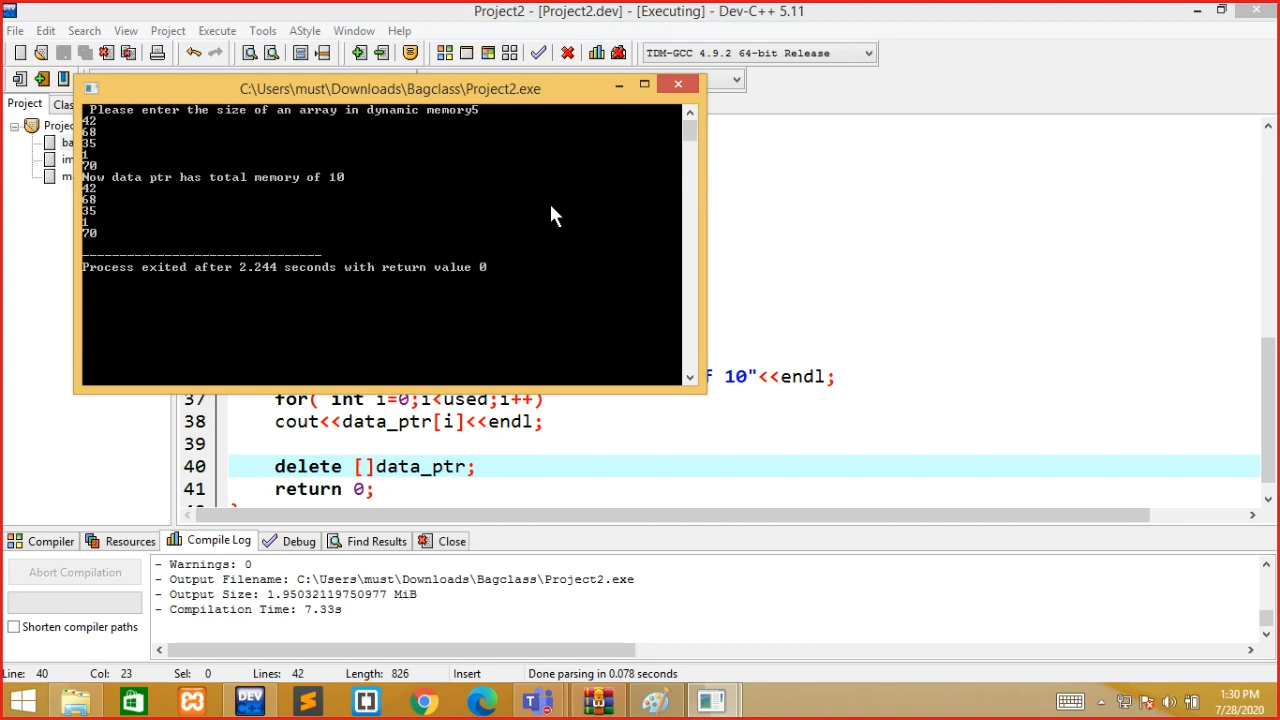 Project2 - [Project2.dev] - [Executing] - Dev-C++ 5.11
File Edit Search View Project Execute Tools AStyle Window Help
TDM-GCC 4.9.2 64-bit Release
C:\Users\must\Downloads\Bagclass\Project2.exe
Project Clas
Projec
ba
im
m
Please enter the size of an array in dynamic memory5
42
68
35
1
70
Now data ptr has total memory of 10
42
68
35
1
70
--------------------------------
Process exited after 2.244 seconds with return value 0
f 10"<<endl;
37 for( int i=0;i<used;i++)
38 cout<<data_ptr[i]<<endl;
39
40 delete []data_ptr;
41 return 0;
Compiler Resources Compile Log Debug Find Results Close
Abort Compilation
Shorten compiler paths
- Warnings: 0
- Output Filename: C:\Users\must\Downloads\Bagclass\Project2.exe
- Output Size: 1.95032119750977 MiB
- Compilation Time: 7.33s
Line: 40 Col: 23 Sel: 0 Lines: 42 Length: 826 Insert Done parsing in 0.078 seconds
DEV
1:30 PM
7/28/2020